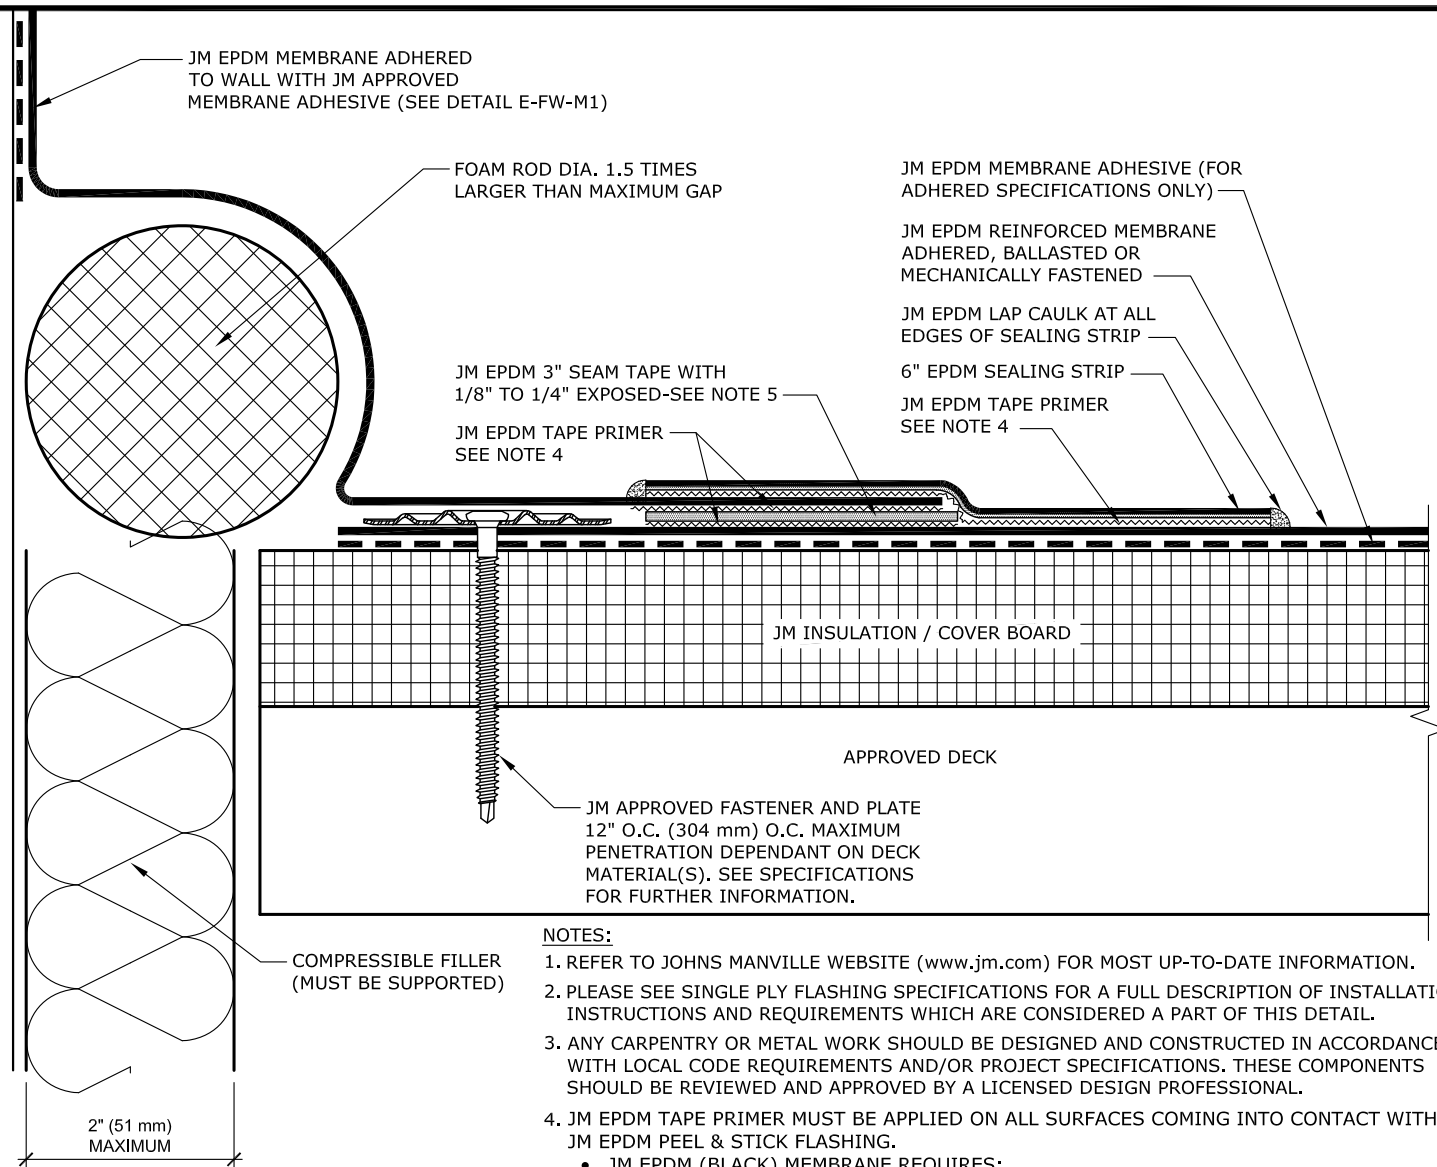 JM EPDM MEMBRANE ADHERED
TO WALL WITH JM APPROVED
MEMBRANE ADHESIVE (SEE DETAIL E-FW-M1)
FOAM ROD DIA. 1.5 TIMES
LARGER THAN MAXIMUM GAP
JM EPDM MEMBRANE ADHESIVE (FOR
ADHERED SPECIFICATIONS ONLY)
JM EPDM REINFORCED MEMBRANE
ADHERED, BALLASTED OR
MECHANICALLY FASTENED
JM EPDM LAP CAULK AT ALL
EDGES OF SEALING STRIP
6" EPDM SEALING STRIP
JM EPDM TAPE PRIMER
SEE NOTE 4
JM EPDM 3" SEAM TAPE WITH
1/8" TO 1/4" EXPOSED-SEE NOTE 5
JM EPDM TAPE PRIMER
SEE NOTE 4
JM INSULATION / COVER BOARD
APPROVED DECK
JM APPROVED FASTENER AND PLATE
12" O.C. (304 mm) O.C. MAXIMUM
PENETRATION DEPENDANT ON DECK
MATERIAL(S). SEE SPECIFICATIONS
FOR FURTHER INFORMATION.
COMPRESSIBLE FILLER
(MUST BE SUPPORTED)
2" (51 mm)
MAXIMUM
NOTES:
1. REFER TO JOHNS MANVILLE WEBSITE (www.jm.com) FOR MOST UP-TO-DATE INFORMATION.
2. PLEASE SEE SINGLE PLY FLASHING SPECIFICATIONS FOR A FULL DESCRIPTION OF INSTALLATI
INSTRUCTIONS AND REQUIREMENTS WHICH ARE CONSIDERED A PART OF THIS DETAIL.
3. ANY CARPENTRY OR METAL WORK SHOULD BE DESIGNED AND CONSTRUCTED IN ACCORDANCE
WITH LOCAL CODE REQUIREMENTS AND/OR PROJECT SPECIFICATIONS. THESE COMPONENTS
SHOULD BE REVIEWED AND APPROVED BY A LICENSED DESIGN PROFESSIONAL.
4. JM EPDM TAPE PRIMER MUST BE APPLIED ON ALL SURFACES COMING INTO CONTACT WITH
JM EPDM PEEL & STICK FLASHING.
• JM EPDM (BLACK) MEMBRANE REQUIRES: